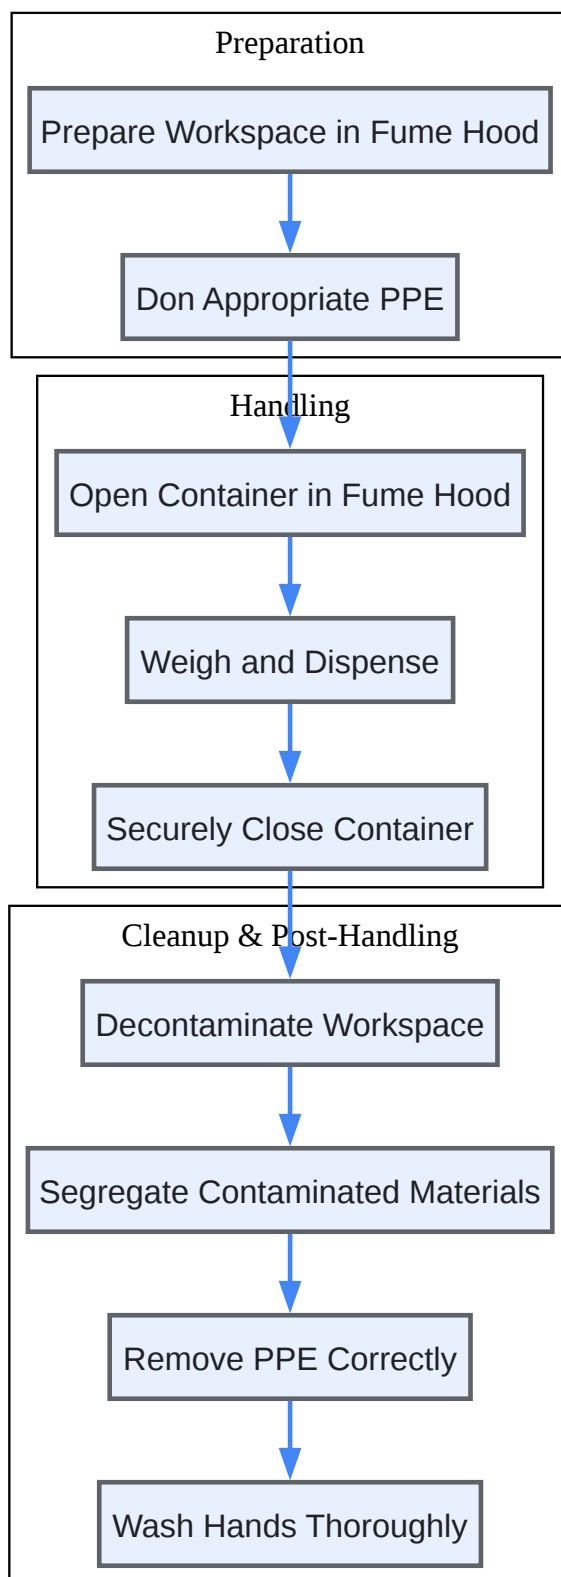 Preparation
Prepare Workspace in Fume Hood
Don Appropriate PPE
Handling
Open Container in Fume Hood
Weigh and Dispense
Securely Close Container
Cleanup & Post-Handling
Decontaminate Workspace
Segregate Contaminated Materials
Remove PPE Correctly
Wash Hands Thoroughly